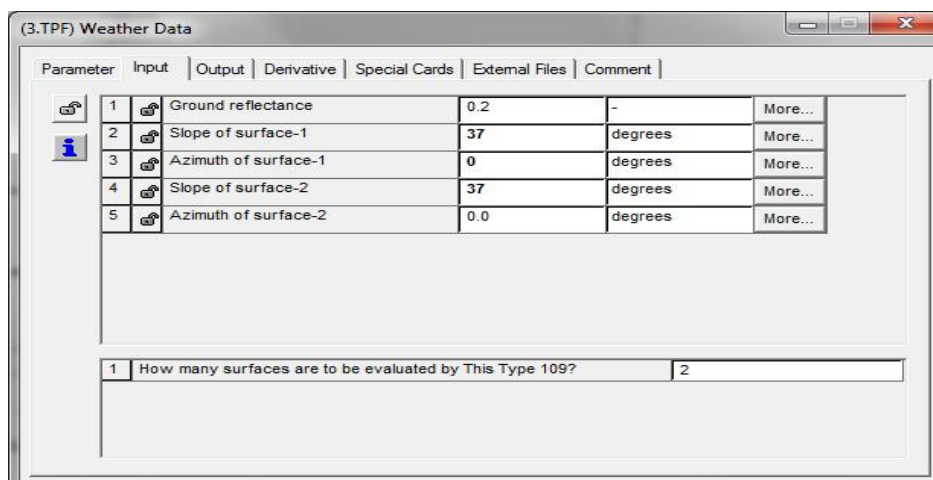 (3.TPF) Weather Data
Parameter Input Output Derivative Special Cards External Files Comment
1 Ground reflectance 0.2 - More...
2 Slope of surface-1 37 degrees More...
3 Azimuth of surface-1 0 degrees More...
4 Slope of surface-2 37 degrees More...
5 Azimuth of surface-2 0.0 degrees More...
1 How many surfaces are to be evaluated by This Type 109? 2